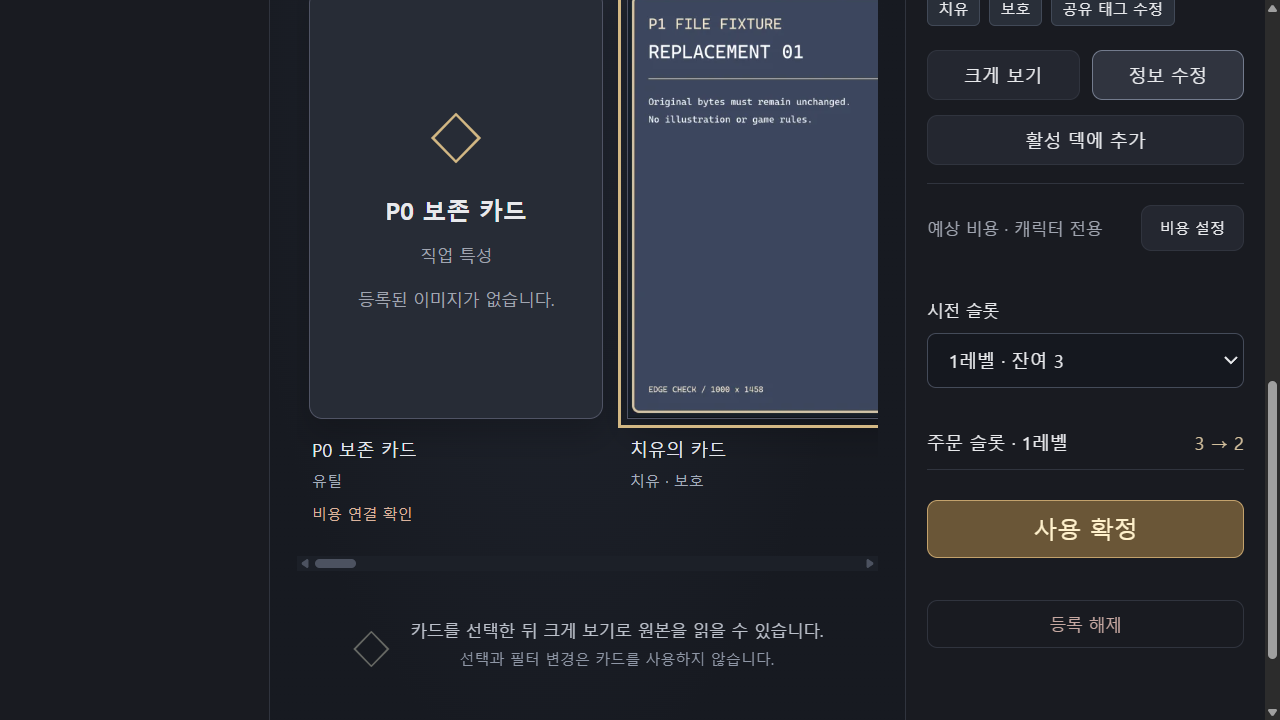 P1 FILE FIXTURE
REPLACEMENT 01
Original bytes must remain unchanged.
No illustration or game rules.
EDGE CHECK / 1000 x 1458
P0 보존 카드
직업 특성
등록된 이미지가 없습니다.
P0 보존 카드
유틸
비용 연결 확인
치유의 카드
치유 · 보호
카드를 선택한 뒤 크게 보기로 원본을 읽을 수 있습니다.
선택과 필터 변경은 카드를 사용하지 않습니다.
치유
보호
공유 태그 수정
크게 보기
정보 수정
활성 덱에 추가
예상 비용 · 캐릭터 전용
비용 설정
시전 슬롯
1레벨 · 잔여 3
주문 슬롯 · 1레벨
3 → 2
사용 확정
등록 해제